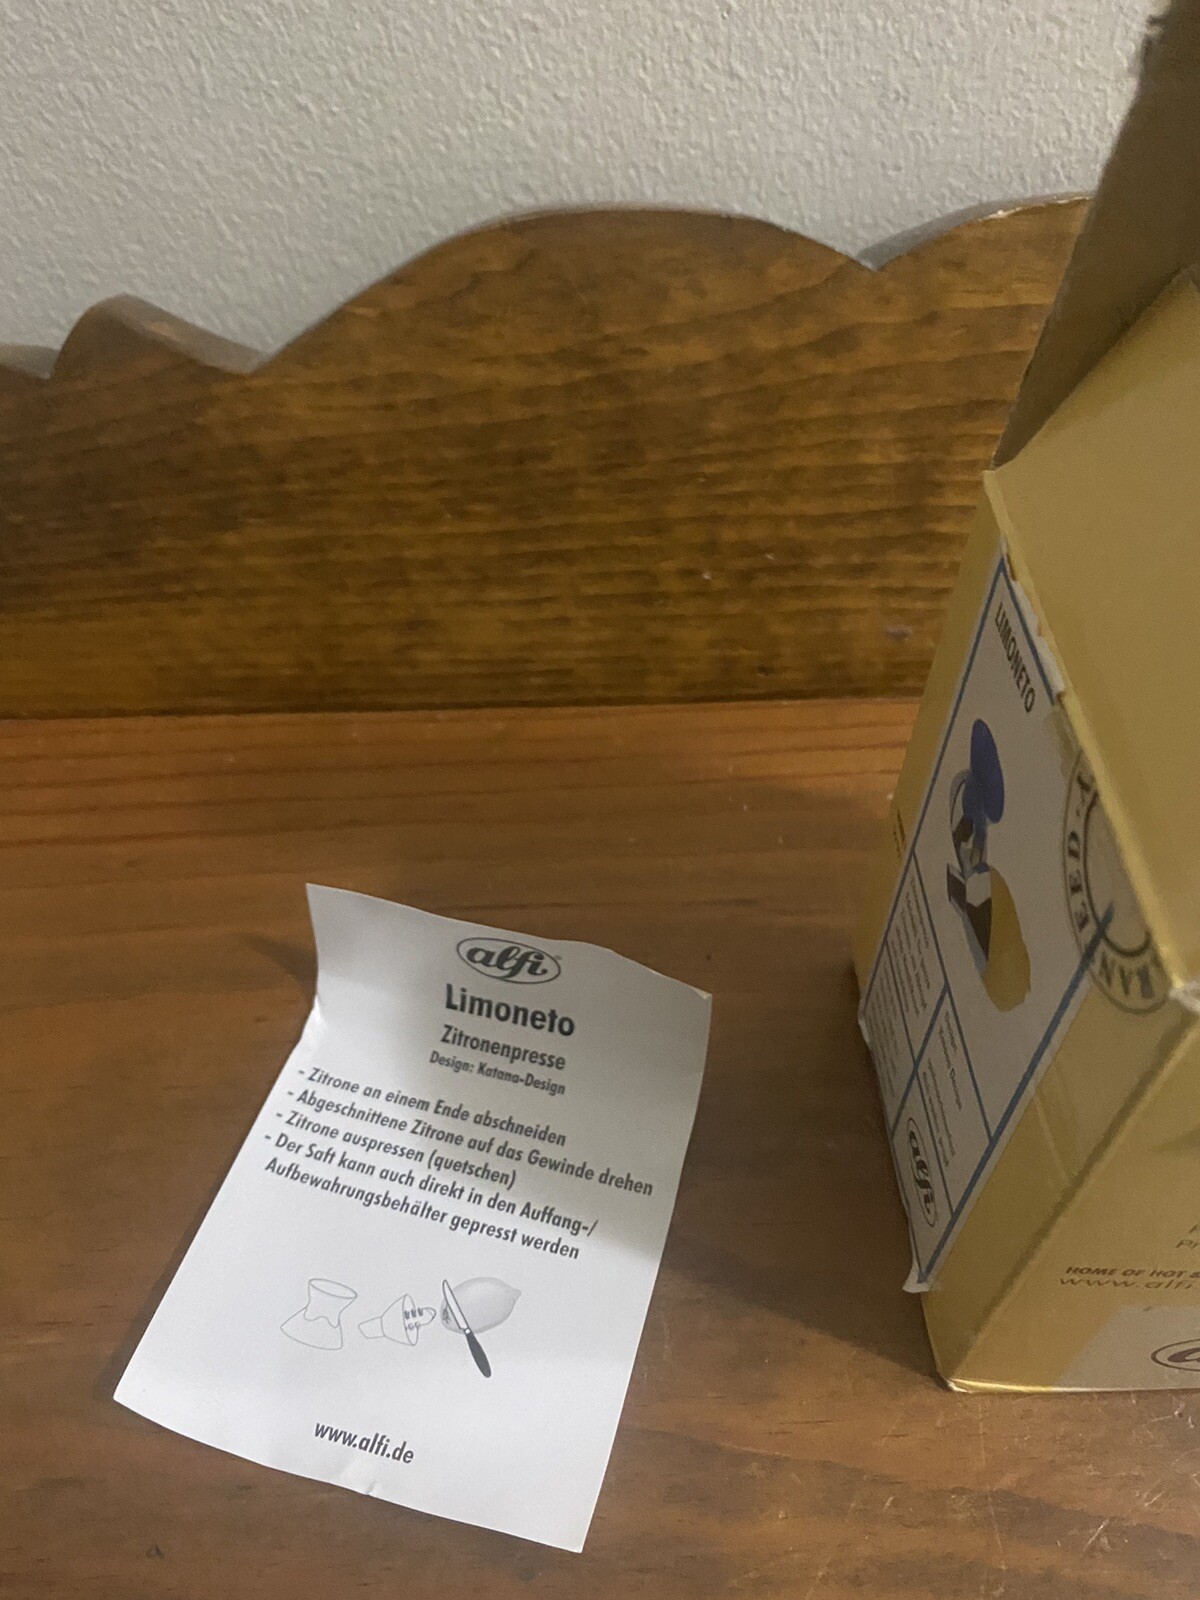 alfi
Limoneto
Zitronenpresse
Design: Katana-Design
- Zitrone an einem Ende abschneiden
- Abgeschnittene Zitrone auf das Gewinde drehen
- Zitrone auspressen (quetschen)
- Der Saft kann auch direkt in den Auffang-/
Aufbewahrungsbehälter gepresst werden
www.alfi.de
LIMONETO
alfi
HOME OF HOT &
www.alfi